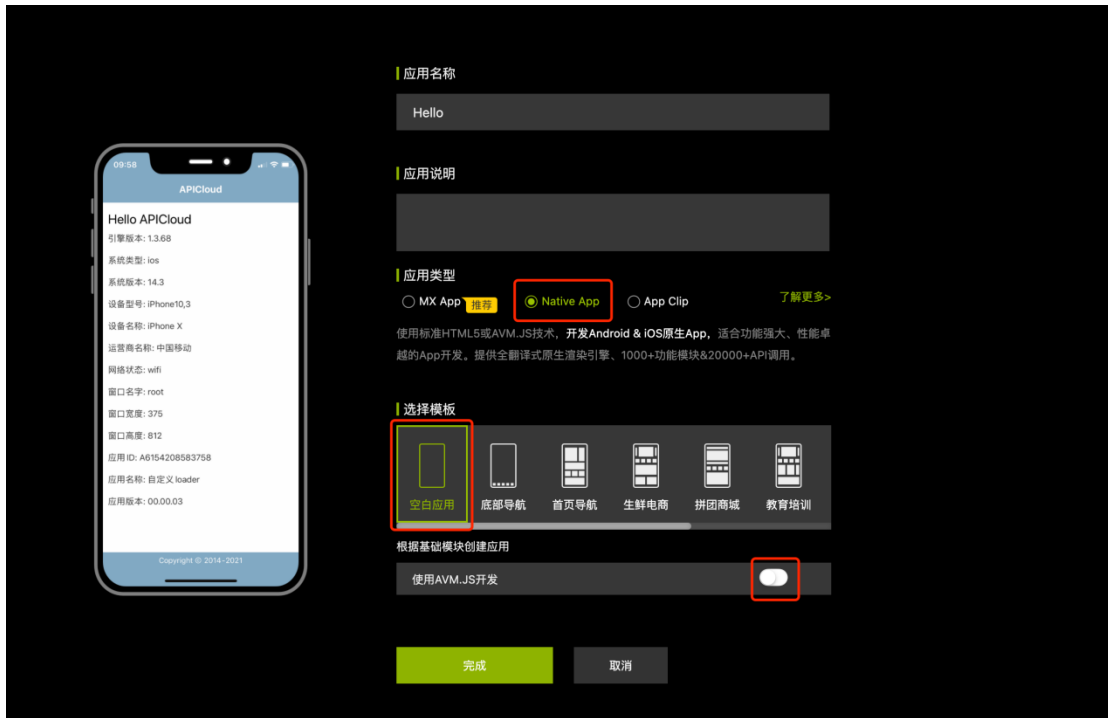 09:58
APICloud
Hello APICloud
引擎版本: 1.3.68
系统类型: ios
系统版本: 14.3
设备型号: iPhone10,3
设备名称: iPhone X
运营商名称: 中国移动
网络状态: wifi
窗口名字: root
窗口宽度: 375
窗口高度: 812
应用 ID: A6154208583758
应用名称: 自定义 loader
应用版本: 00.00.03
Copyright © 2014-2021
应用名称
Hello
应用说明
应用类型
MX App 推荐 Native App App Clip 了解更多>
使用标准HTML5或AVM.JS技术，开发Android & iOS原生App，适合功能强大、性能卓
越的App开发。提供全翻译式原生渲染引擎、1000+功能模块&20000+API调用。
选择模板
空白应用 底部导航 首页导航 生鲜电商 拼团商城 教育培训
根据基础模块创建应用
使用AVM.JS开发
完成 取消